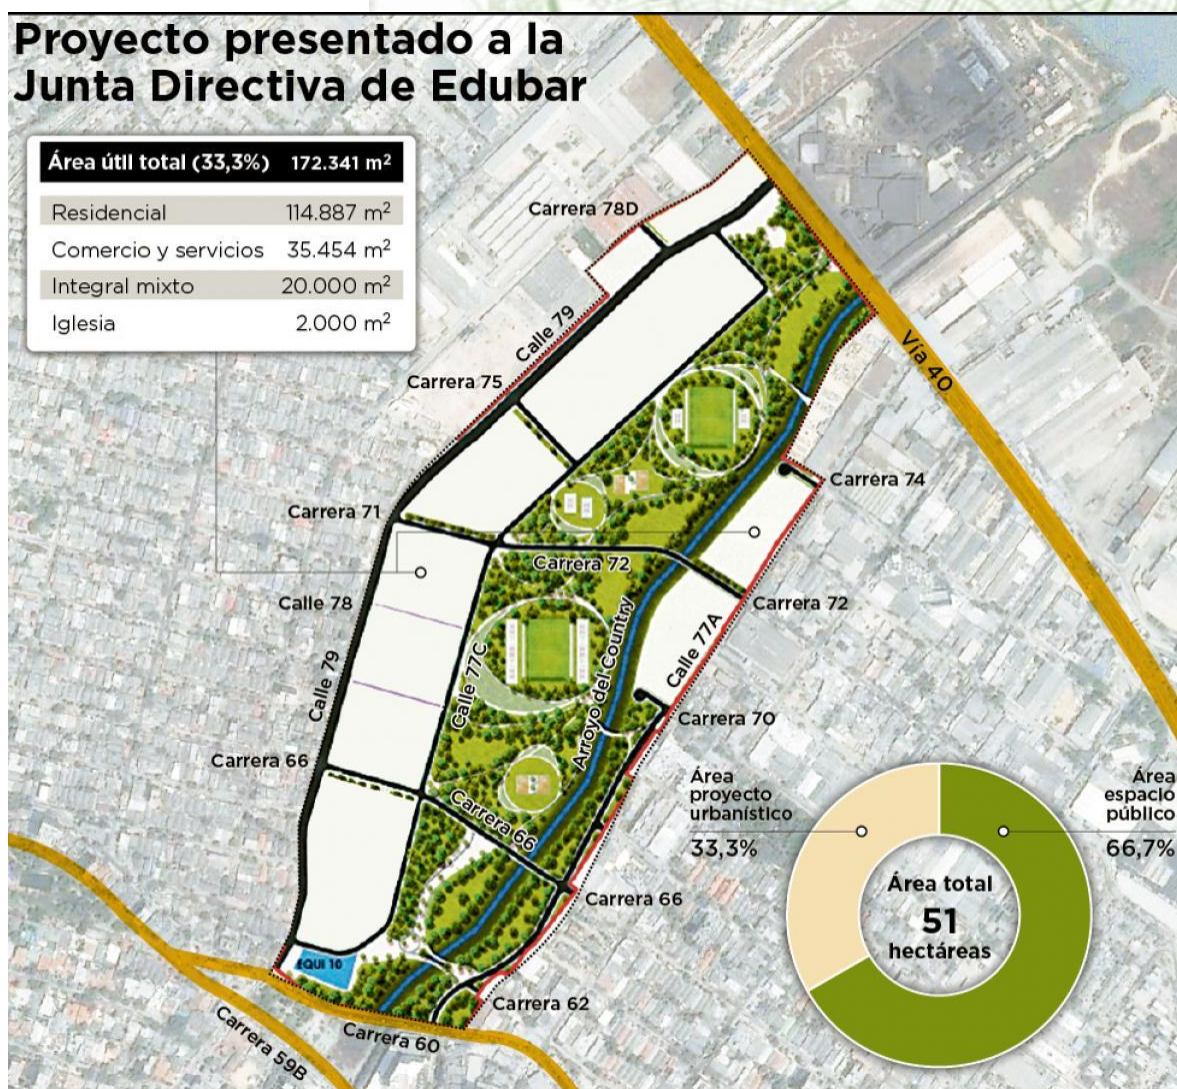 Proyecto presentado a la
Junta Directiva de Edubar
Área útil total (33,3%) 172.341 m²
Residencial 114.887 m²
Comercio y servicios 35.454 m²
Integral mixto 20.000 m²
Iglesia 2.000 m²
Carrera 78D
Calle 79
Carrera 75
Vía 40
Carrera 74
Carrera 71
Carrera 72
Carrera 72
Calle 78
Calle 77A
Arroyo del Country
Calle 77C
Calle 79
Carrera 70
Carrera 66
Carrera 66
Carrera 66
EQUI 10
Carrera 62
Carrera 60
Carrera 59B
Área
proyecto
urbanístico
33,3%
Área
espacio
público
66,7%
Área total
51
hectáreas